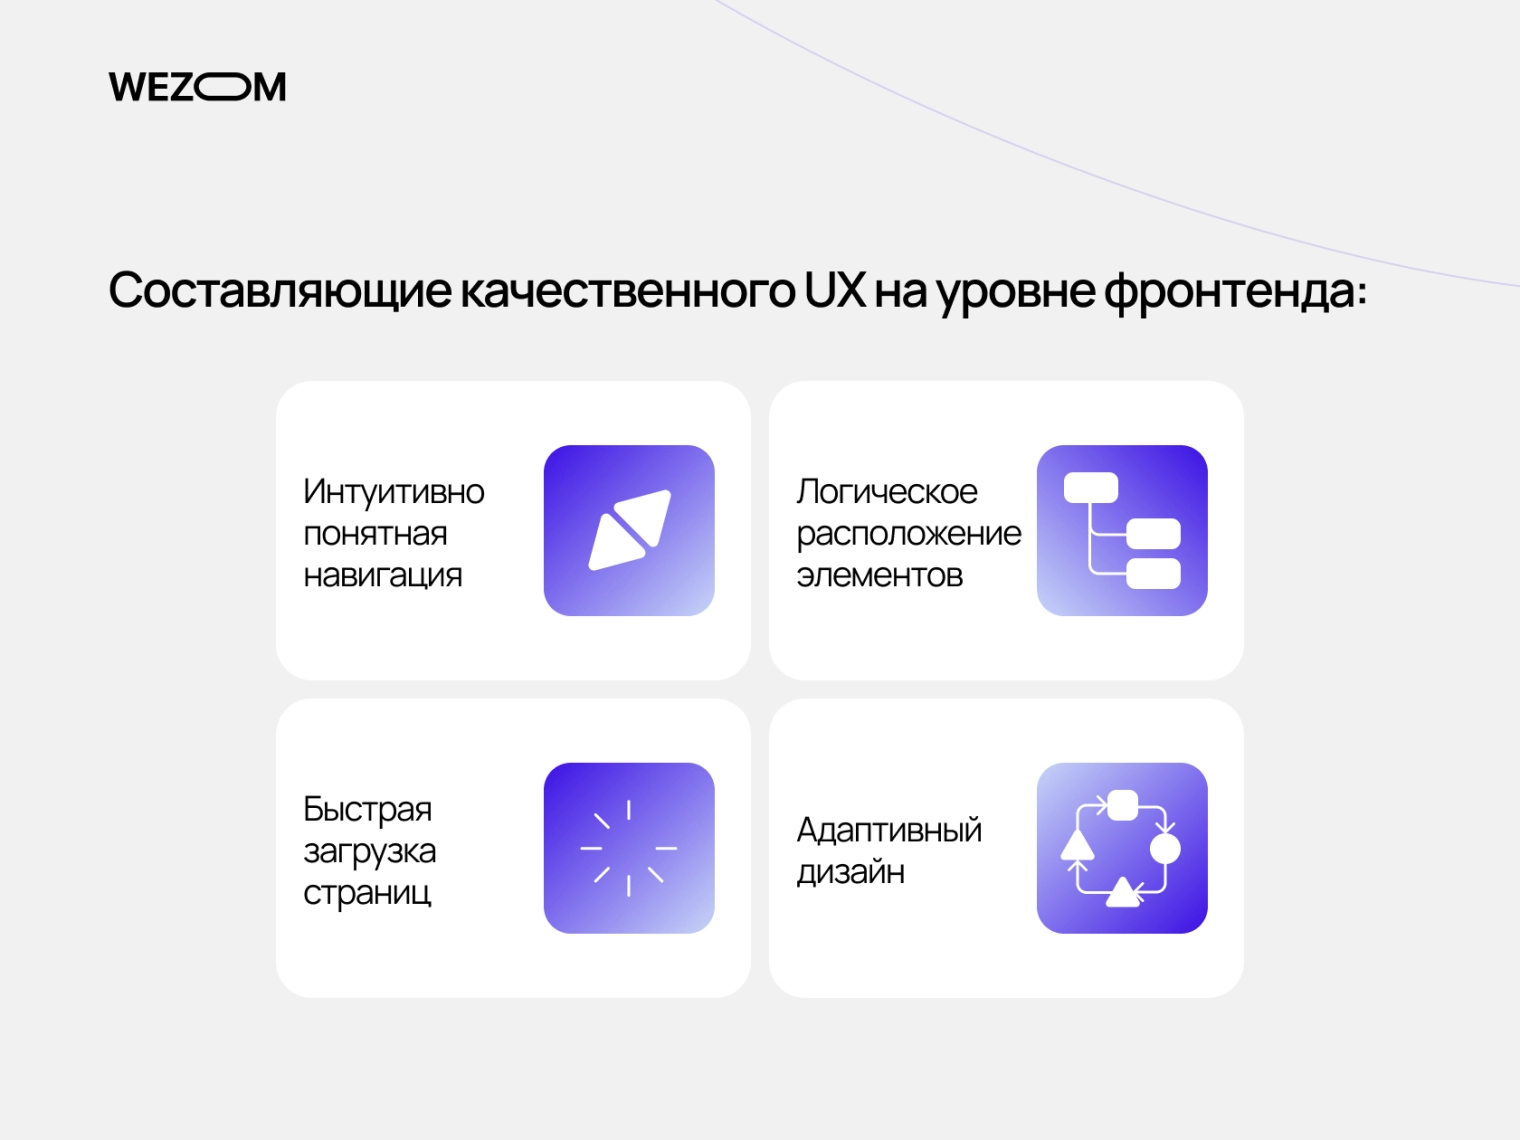 WEZOM
Составляющие качественного UX на уровне фронтенда:
Интуитивно
понятная
навигация
Логическое
расположение
элементов
Быстрая
загрузка
страниц
Адаптивный
дизайн